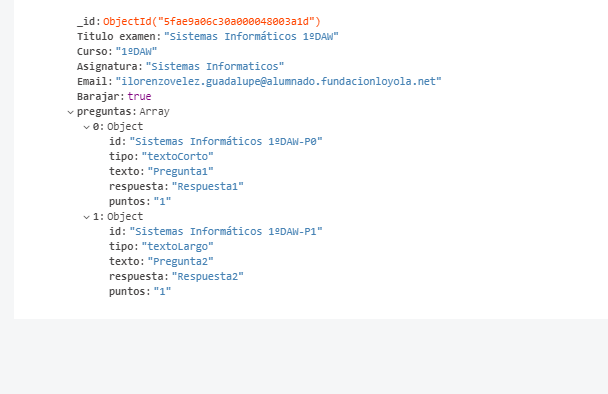 _id: ObjectId("5fae9a06c30a000048003a1d")
Titulo examen: "Sistemas Informáticos 1ºDAW"
Curso: "1ºDAW"
Asignatura: "Sistemas Informaticos"
Email: "ilorenzovelez.guadalupe@alumnado.fundacionloyola.net"
Barajar: true
preguntas: Array
0: Object
id: "Sistemas Informáticos 1ºDAW-P0"
tipo: "textoCorto"
texto: "Pregunta1"
respuesta: "Respuesta1"
puntos: "1"
1: Object
id: "Sistemas Informáticos 1ºDAW-P1"
tipo: "textoLargo"
texto: "Pregunta2"
respuesta: "Respuesta2"
puntos: "1"